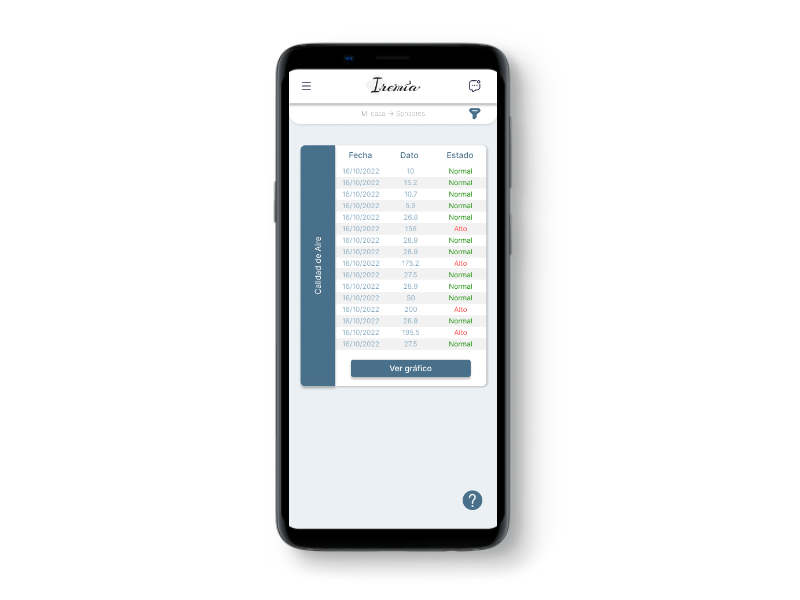 Iremia
Mi casa → Sensores
Calidad de Aire
Fecha Dato Estado
16/10/2022 10 Normal
16/10/2022 15.2 Normal
16/10/2022 10.7 Normal
16/10/2022 5.9 Normal
16/10/2022 26.8 Normal
16/10/2022 156 Alto
16/10/2022 28.9 Normal
16/10/2022 28.9 Normal
16/10/2022 175.2 Alto
16/10/2022 27.5 Normal
16/10/2022 28.9 Normal
16/10/2022 50 Normal
16/10/2022 200 Alto
16/10/2022 28.9 Normal
16/10/2022 195.5 Alto
16/10/2022 27.5 Normal
Ver gráfico
?